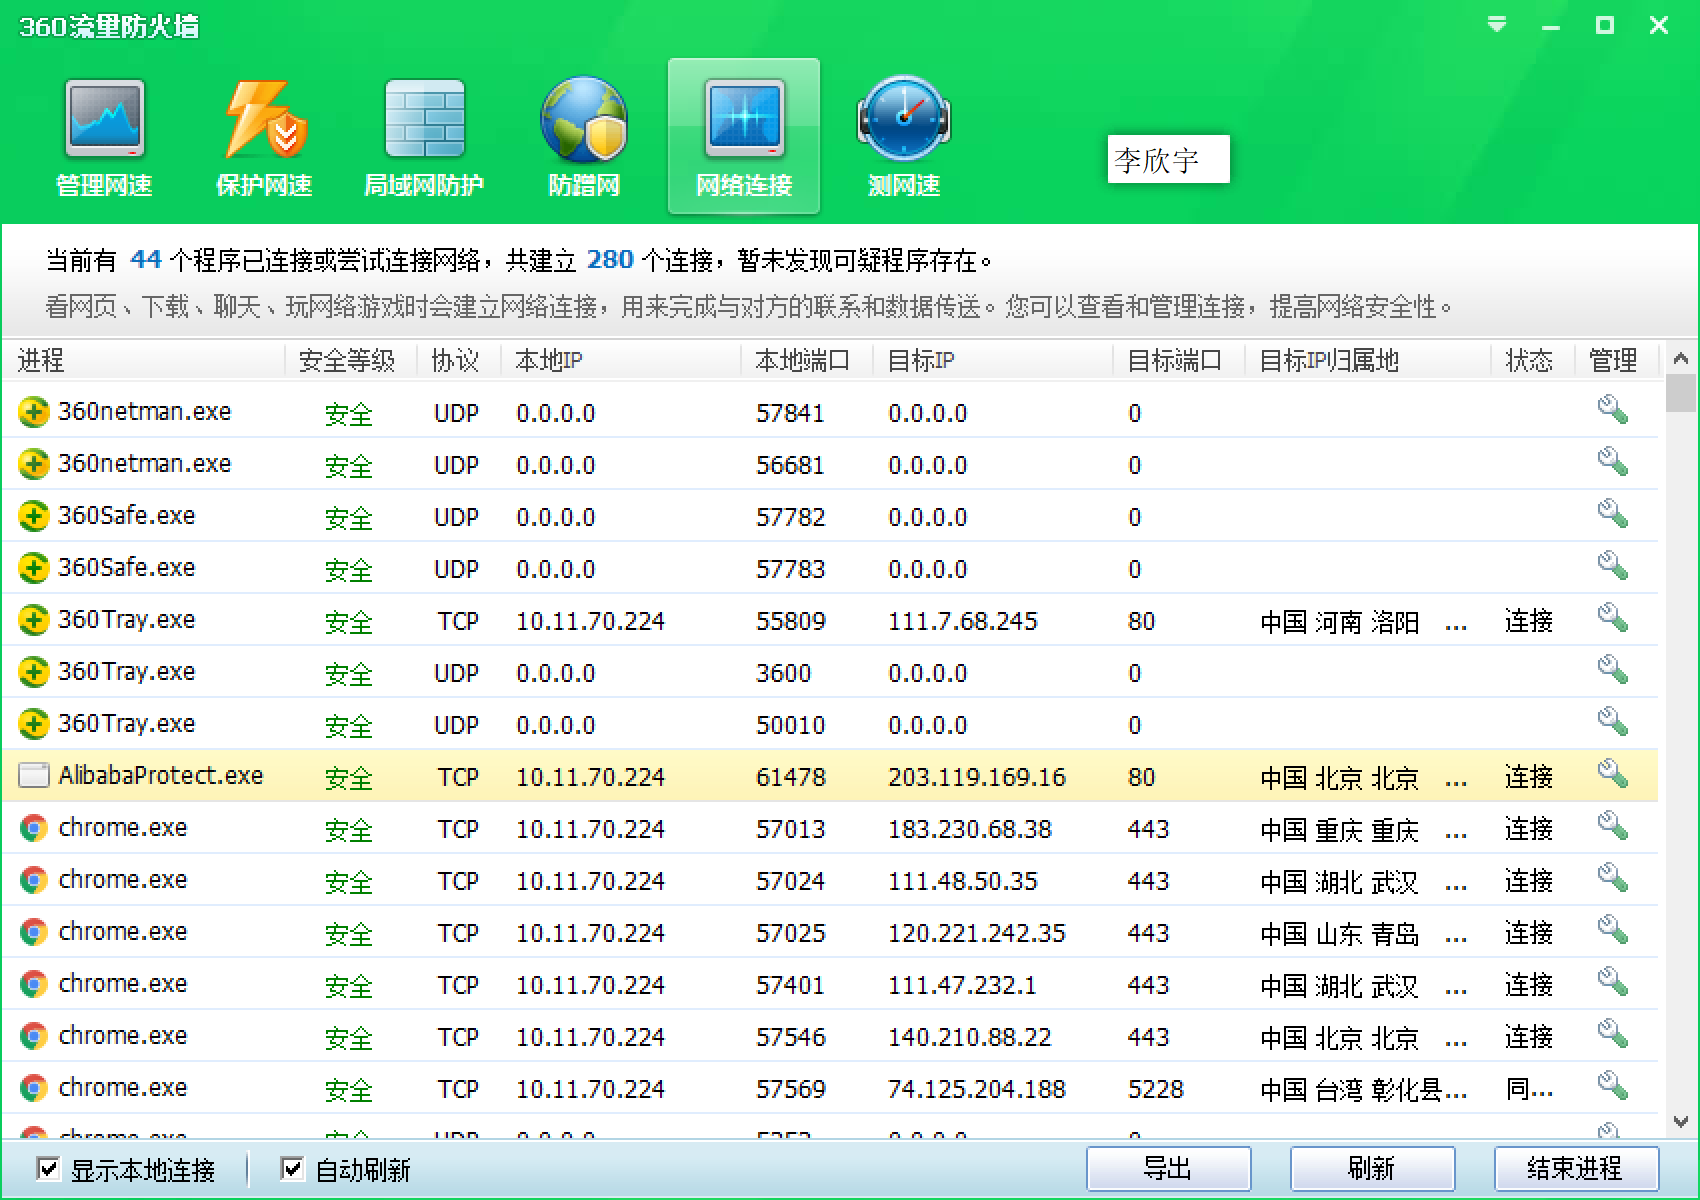 360流量防火墙
管理网速 保护网速 局域网防护 防蹭网 网络连接 测网速
李欣宇
当前有 44 个程序已连接或尝试连接网络，共建立 280 个连接，暂未发现可疑程序存在。
看网页、下载、聊天、玩网络游戏时会建立网络连接，用来完成与对方的联系和数据传送。您可以查看和管理连接，提高网络安全性。
进程 安全等级 协议 本地IP 本地端口 目标IP 目标端口 目标IP归属地 状态 管理
360netman.exe 安全 UDP 0.0.0.0 57841 0.0.0.0 0
360netman.exe 安全 UDP 0.0.0.0 56681 0.0.0.0 0
360Safe.exe 安全 UDP 0.0.0.0 57782 0.0.0.0 0
360Safe.exe 安全 UDP 0.0.0.0 57783 0.0.0.0 0
360Tray.exe 安全 TCP 10.11.70.224 55809 111.7.68.245 80 中国 河南 洛阳 ... 连接
360Tray.exe 安全 UDP 0.0.0.0 3600 0.0.0.0 0
360Tray.exe 安全 UDP 0.0.0.0 50010 0.0.0.0 0
AlibabaProtect.exe 安全 TCP 10.11.70.224 61478 203.119.169.16 80 中国 北京 北京 ... 连接
chrome.exe 安全 TCP 10.11.70.224 57013 183.230.68.38 443 中国 重庆 重庆 ... 连接
chrome.exe 安全 TCP 10.11.70.224 57024 111.48.50.35 443 中国 湖北 武汉 ... 连接
chrome.exe 安全 TCP 10.11.70.224 57025 120.221.242.35 443 中国 山东 青岛 ... 连接
chrome.exe 安全 TCP 10.11.70.224 57401 111.47.232.1 443 中国 湖北 武汉 ... 连接
chrome.exe 安全 TCP 10.11.70.224 57546 140.210.88.22 443 中国 北京 北京 ... 连接
chrome.exe 安全 TCP 10.11.70.224 57569 74.125.204.188 5228 中国 台湾 彰化县... 同...
chrome.exe 安全 UDP 0.0.0.0 0.0.0.0 0
显示本地连接 自动刷新 导出 刷新 结束进程